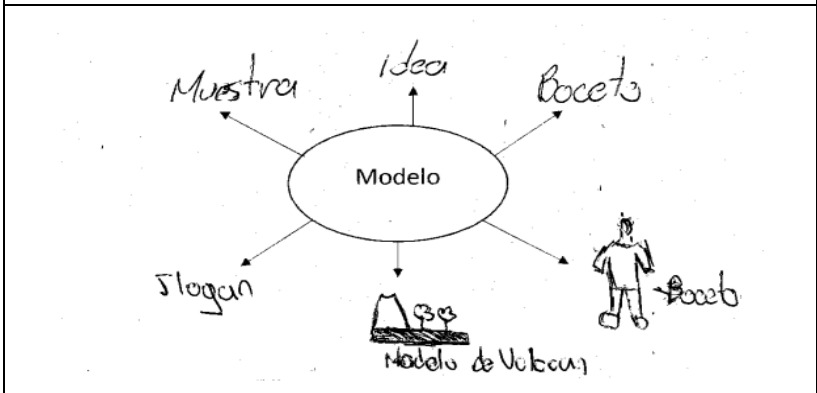 idea
Muestra
Boceto
Modelo
Slogan
Boceto
Modelo de Volcan